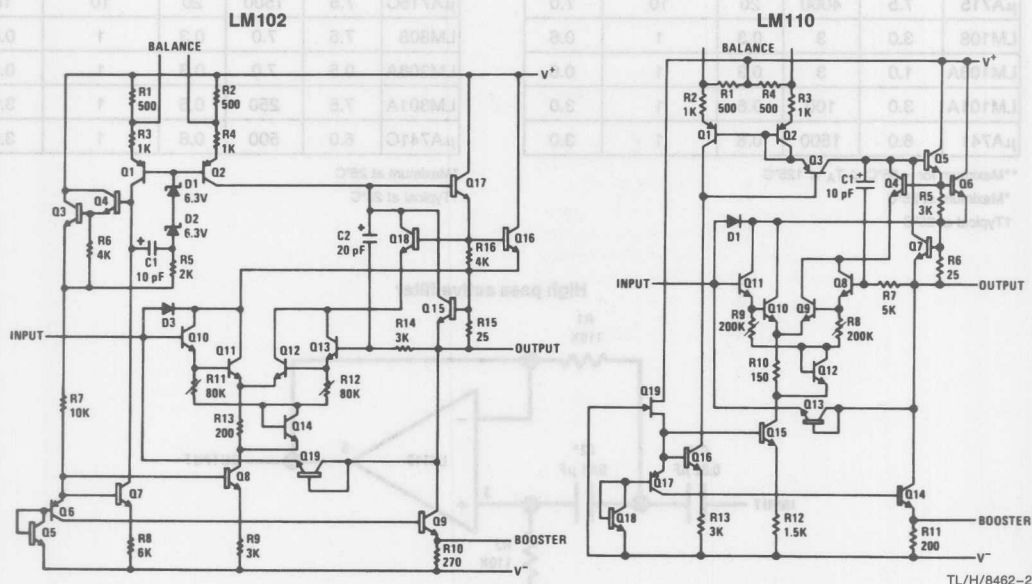 LM102
LM110
BALANCE
V+
R1
500
R2
500
R3
1K
R4
1K
Q1
Q2
D1
6.3V
D2
6.3V
Q3
Q4
R6
4K
C1
10 pF
R5
2K
C2
20 pF
Q17
Q18
R16
4K
Q16
Q15
R15
25
R14
3K
OUTPUT
INPUT
D3
Q10
Q11
Q12
Q13
R11
80K
R12
80K
R13
200
Q14
Q19
R7
10K
Q6
Q5
Q7
Q8
Q9
R8
6K
R9
3K
R10
270
BOOSTER
V-
BALANCE
V+
R2
1K
R1
500
R4
500
R3
1K
Q1
Q2
Q3
C1
10 pF
Q4
Q5
Q6
R5
3K
Q7
R6
25
D1
INPUT
OUTPUT
Q11
Q10
Q9
Q8
R7
5K
R9
200K
R8
200K
R10
150
Q12
Q13
Q19
Q15
Q16
Q17
Q18
Q14
R13
3K
R12
1.5K
R11
200
BOOSTER
V-
TL/H/8462-2